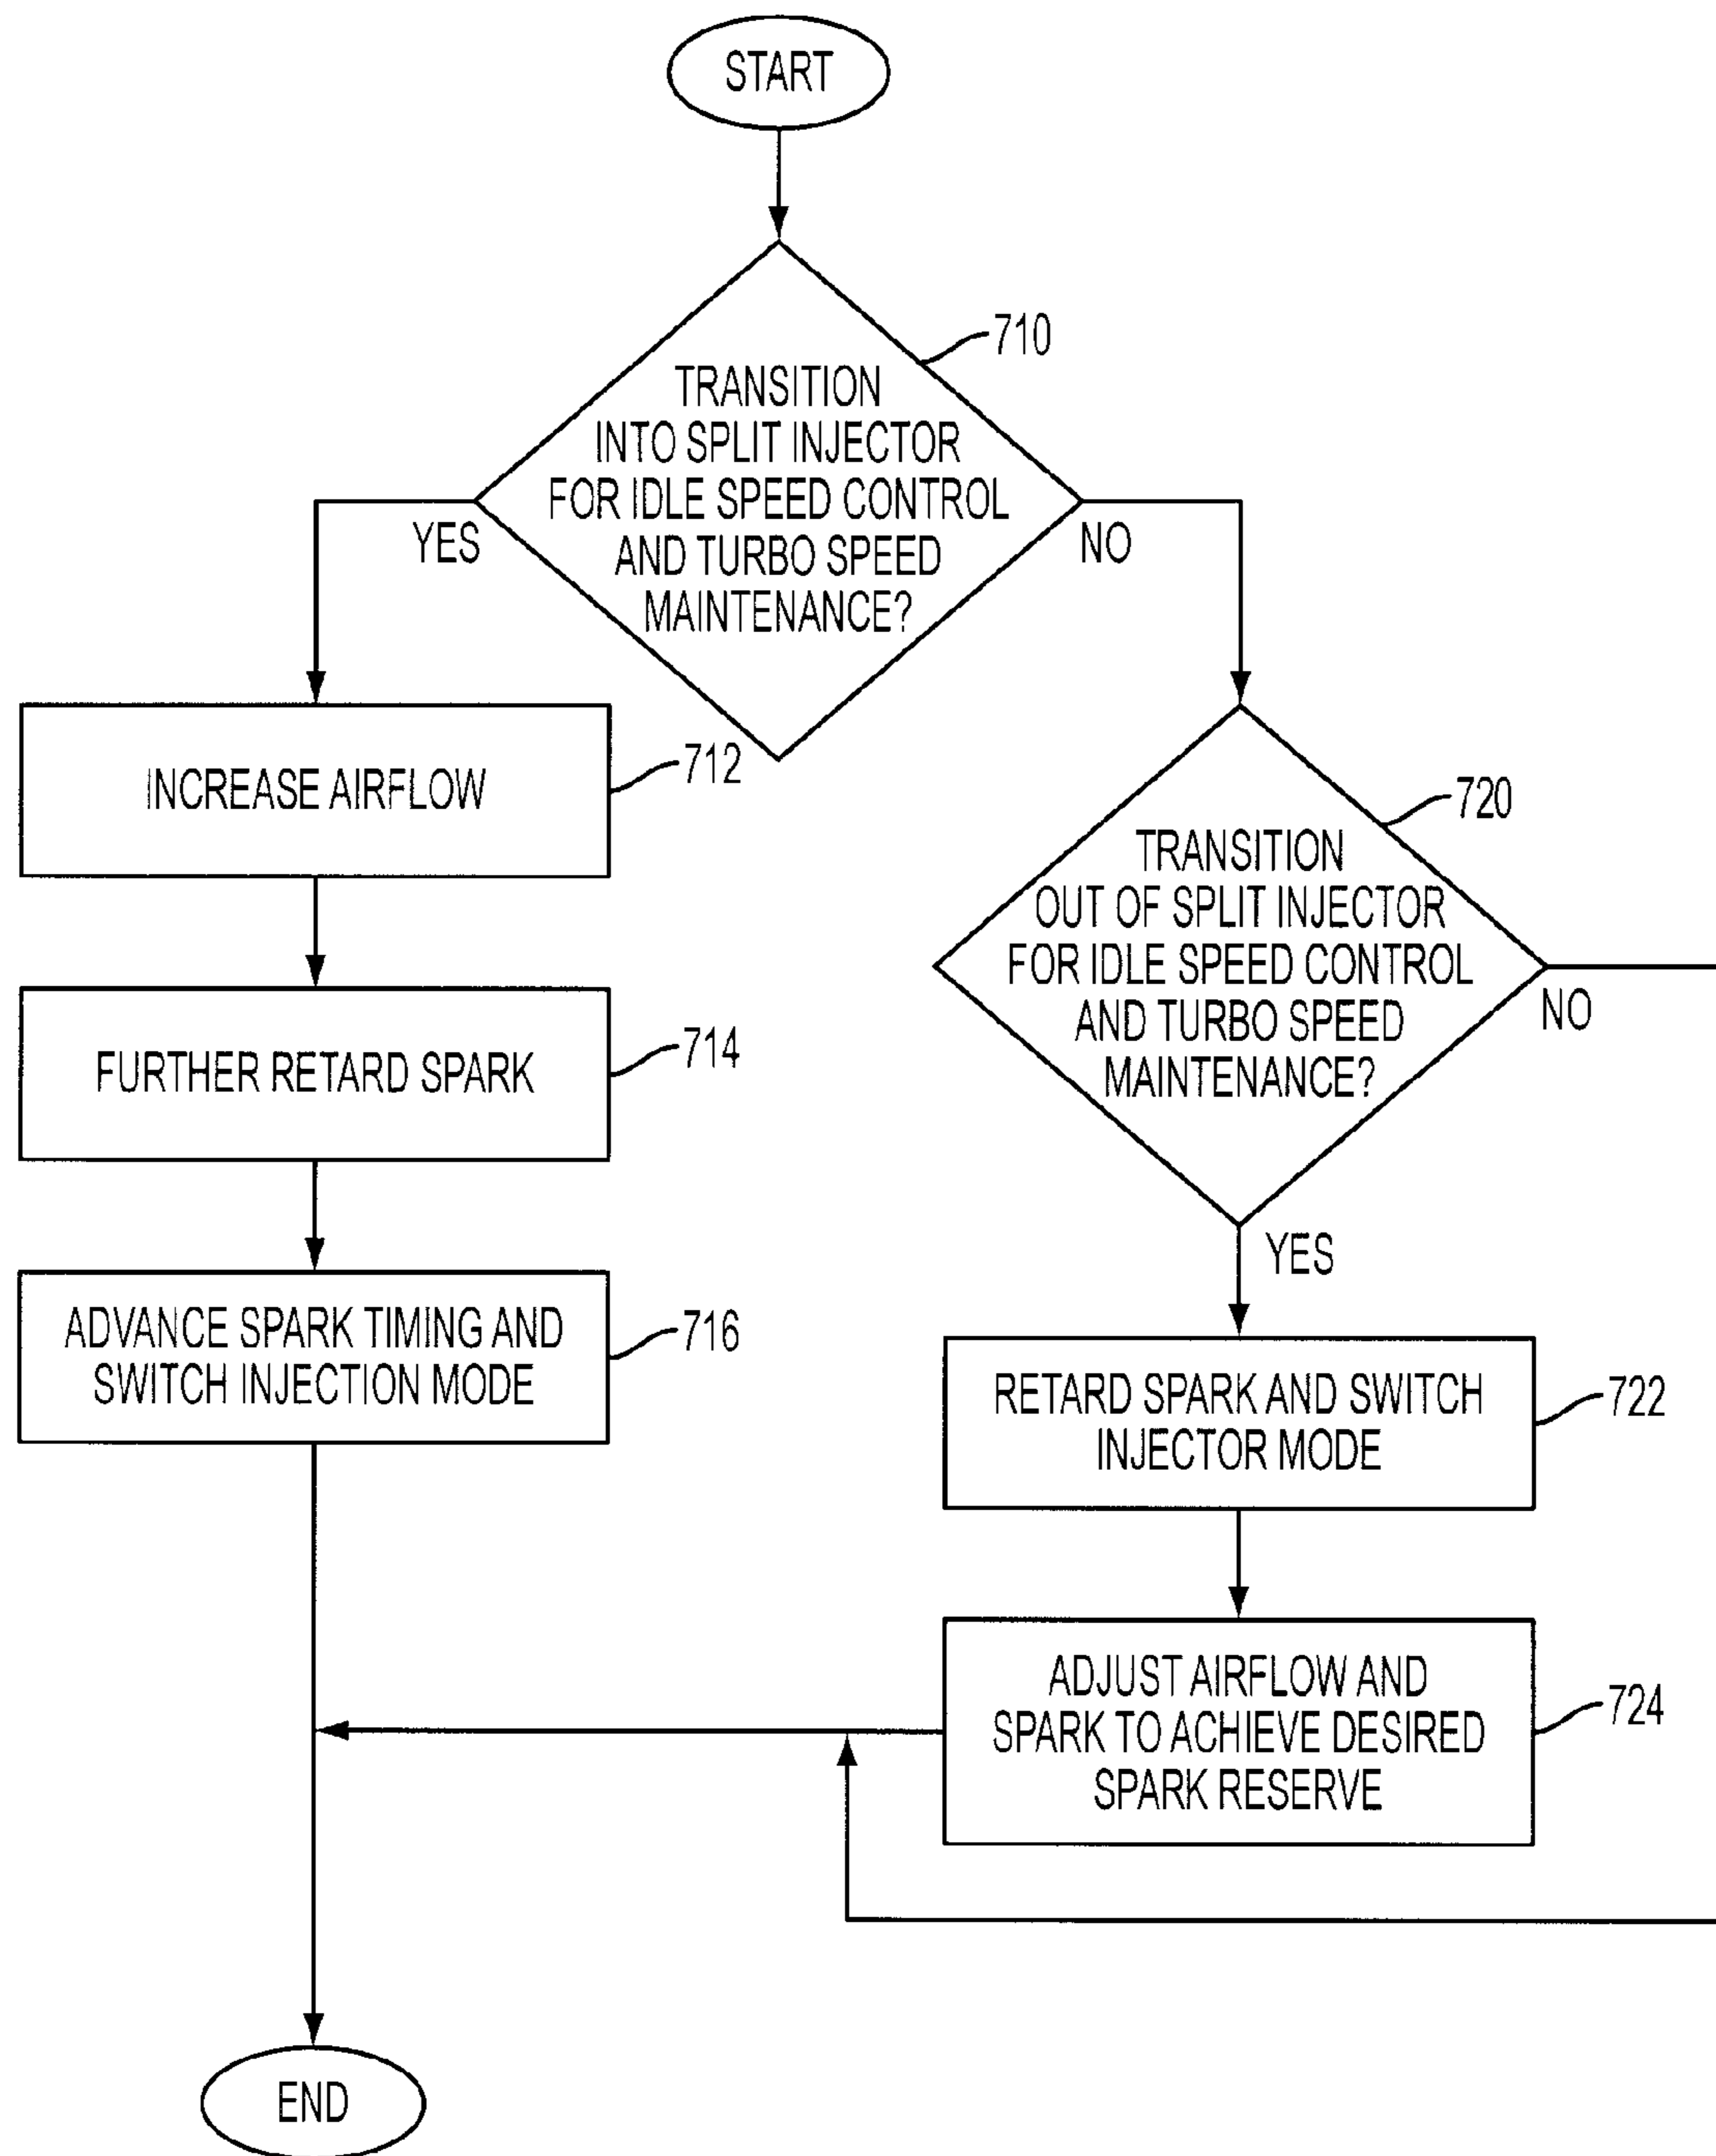 START
710
TRANSITION
INTO SPLIT INJECTOR
FOR IDLE SPEED CONTROL
AND TURBO SPEED
MAINTENANCE?
YES
NO
INCREASE AIRFLOW
712
FURTHER RETARD SPARK
714
ADVANCE SPARK TIMING AND
SWITCH INJECTION MODE
716
720
TRANSITION
OUT OF SPLIT INJECTOR
FOR IDLE SPEED CONTROL
AND TURBO SPEED
MAINTENANCE?
NO
YES
RETARD SPARK AND SWITCH
INJECTOR MODE
722
ADJUST AIRFLOW AND
SPARK TO ACHIEVE DESIRED
SPARK RESERVE
724
END